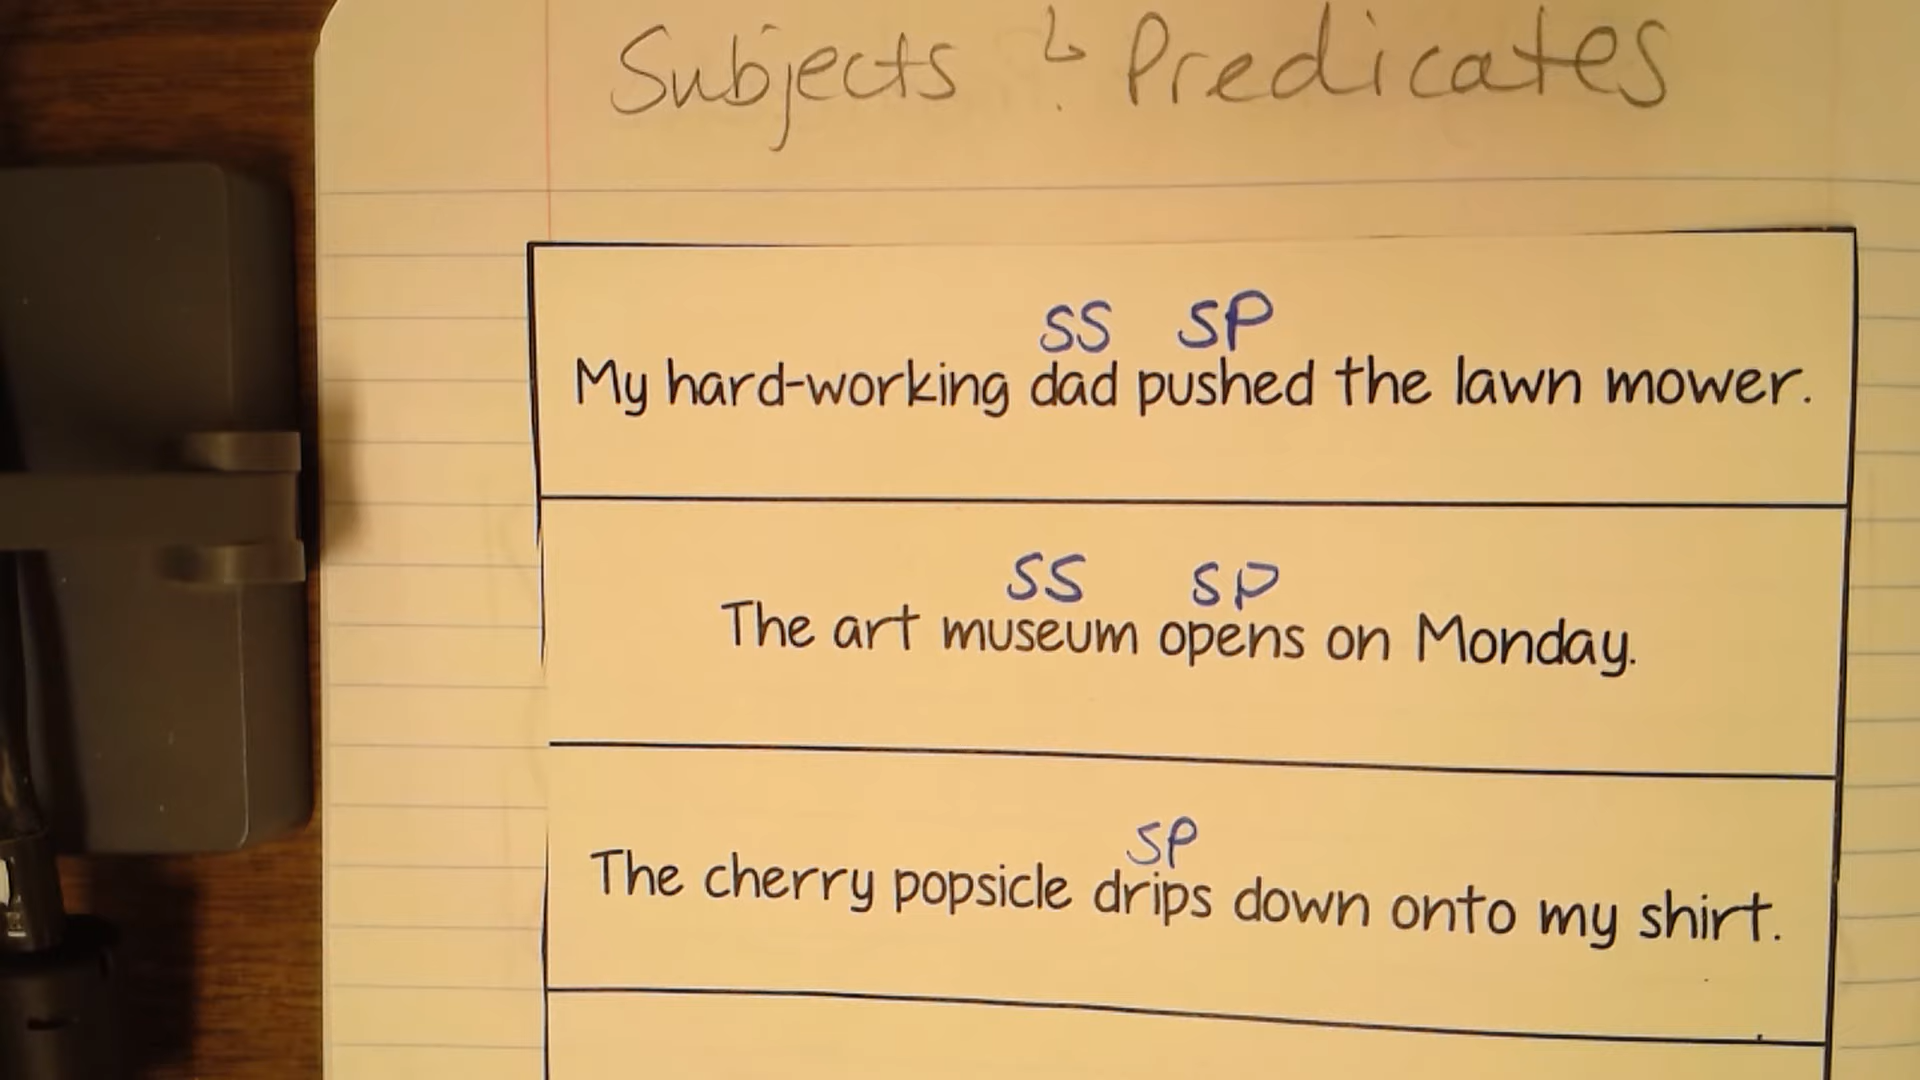 Subjects & Predicates
SS SP
My hard-working dad pushed the lawn mower.
SS SP
The art museum opens on Monday.
SP
The cherry popsicle drips down onto my shirt.